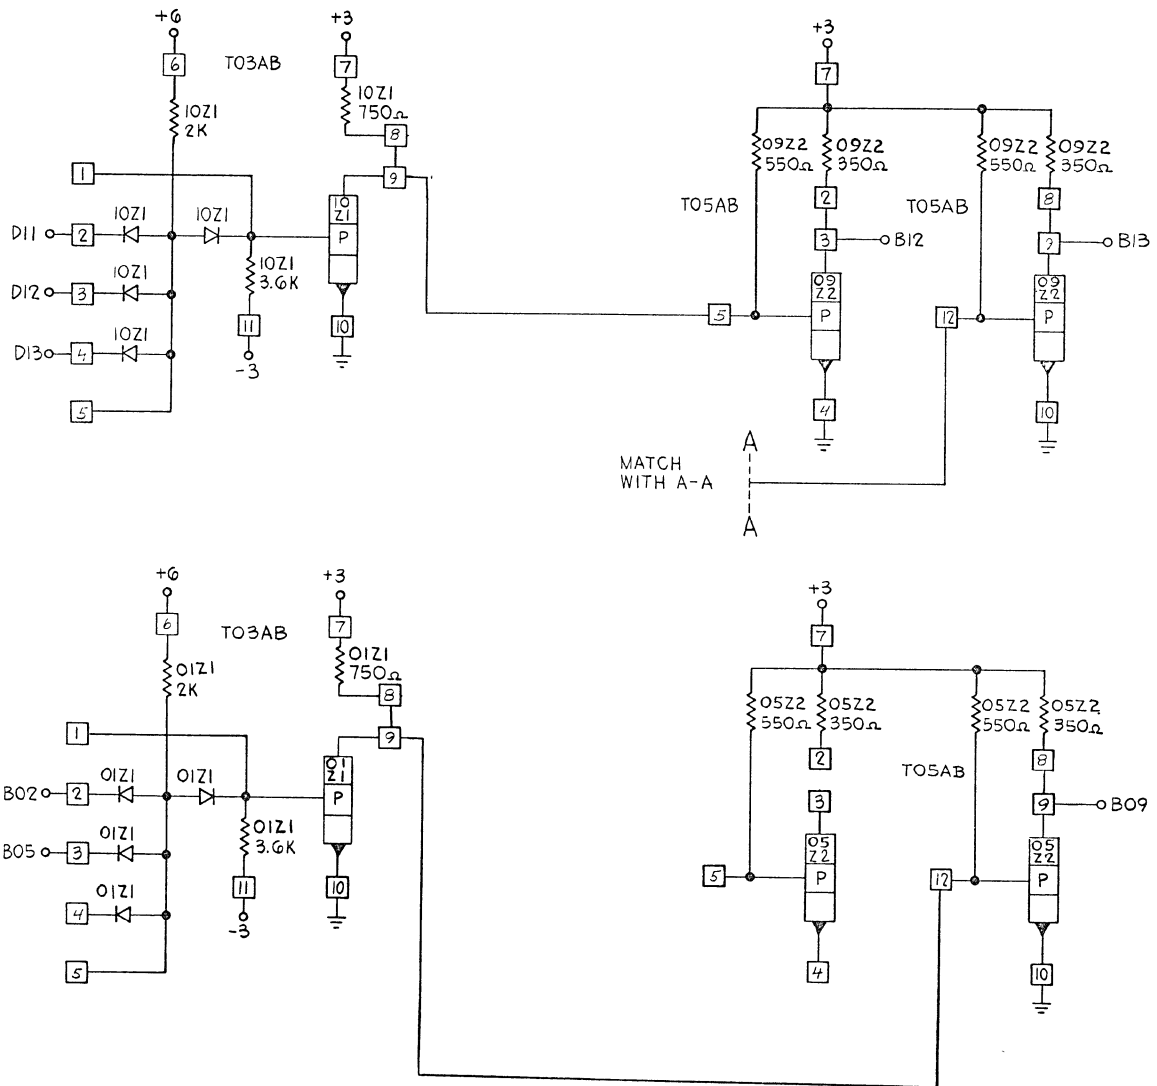 +6
6
T03AB
10Z1
2K
+3
7
10Z1
750Ω
8
9
1
10Z1
10Z1
D11
2
10Z1
D12
3
10Z1
D13
4
5
10Z1
3.6K
11
-3
10
Z1
P
10
+3
7
09Z2
550Ω
09Z2
350Ω
09Z2
550Ω
09Z2
350Ω
T05AB
2
3
B12
T05AB
8
9
B13
5
09
Z2
P
4
12
09
Z2
P
10
MATCH
WITH A-A
A
A
+6
6
T03AB
01Z1
2K
+3
7
01Z1
750Ω
8
9
1
01Z1
01Z1
B02
2
B05
3
01Z1
4
5
01Z1
3.6K
11
-3
01
Z1
P
10
+3
7
05Z2
550Ω
05Z2
350Ω
05Z2
550Ω
05Z2
350Ω
2
3
T05AB
8
9
B09
5
05
Z2
P
4
12
05
Z2
P
10
01Z1